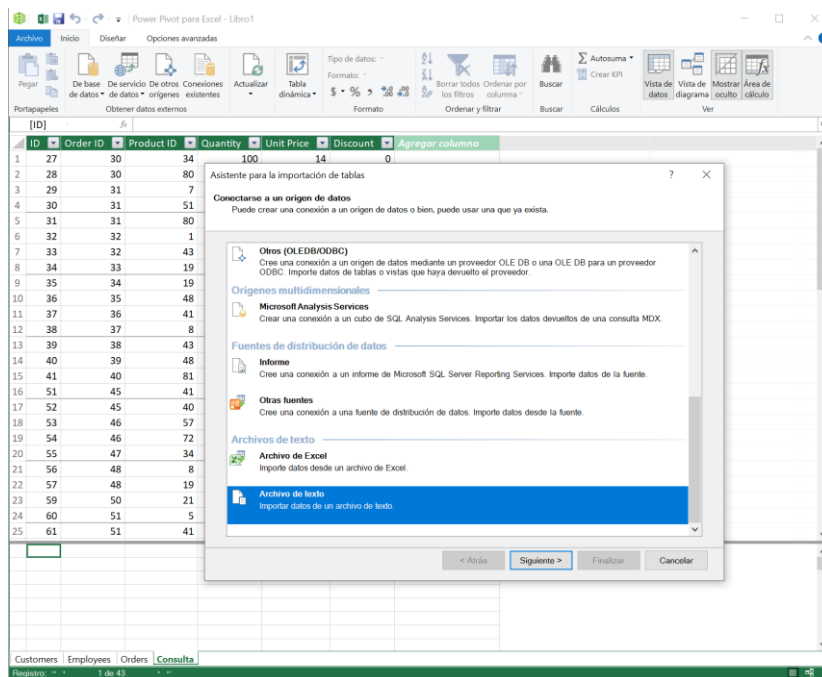 Power Pivot para Excel - Libro1
Archivo Inicio Diseñar Opciones avanzadas
Pegar
De base de datos
De servicio de datos
De otros orígenes
Conexiones existentes
Actualizar
Tabla dinámica
Tipo de datos:
Formato:
$ % 
Borrar todos los filtros
Ordenar por columna
Buscar
Autosuma
Crear KPI
Vista de datos
Vista de diagrama
Mostrar oculto
Área de cálculo
Portapapeles Obtener datos externos Formato Ordenar y filtrar Buscar Cálculos Ver
[ID] fx
ID Order ID Product ID Quantity Unit Price Discount Agregar columna
1 27 30 34 100 14 0
2 28 30 80
3 29 31 7
4 30 31 51
5 31 31 80
6 32 32 1
7 33 32 43
8 34 33 19
9 35 34 19
10 36 35 48
11 37 36 41
12 38 37 8
13 39 38 43
14 40 39 48
15 41 40 81
16 51 45 41
17 52 45 40
18 53 46 57
19 54 46 72
20 55 47 34
21 56 48 8
22 57 48 19
23 59 50 21
24 60 51 5
25 61 51 41
Asistente para la importación de tablas ?
Conectarse a un origen de datos
Puede crear una conexión a un origen de datos o bien, puede usar una que ya exista.
Otros (OLEDB/ODBC)
Cree una conexión a un origen de datos mediante un proveedor OLE DB o una OLE DB para un proveedor
ODBC. Importe datos de tablas o vistas que haya devuelto el proveedor.
Orígenes multidimensionales
Microsoft Analysis Services
Crear una conexión a un cubo de SQL Analysis Services. Importar los datos devueltos de una consulta MDX.
Fuentes de distribución de datos
Informe
Cree una conexión a un informe de Microsoft SQL Server Reporting Services. Importe datos de la fuente.
Otras fuentes
Cree una conexión a una fuente de distribución de datos. Importe datos desde la fuente.
Archivos de texto
Archivo de Excel
Importe datos desde un archivo de Excel.
Archivo de texto
Importar datos de un archivo de texto.
< Atrás Siguiente > Finalizar Cancelar
Customers Employees Orders Consulta
Registro: 1 de 43